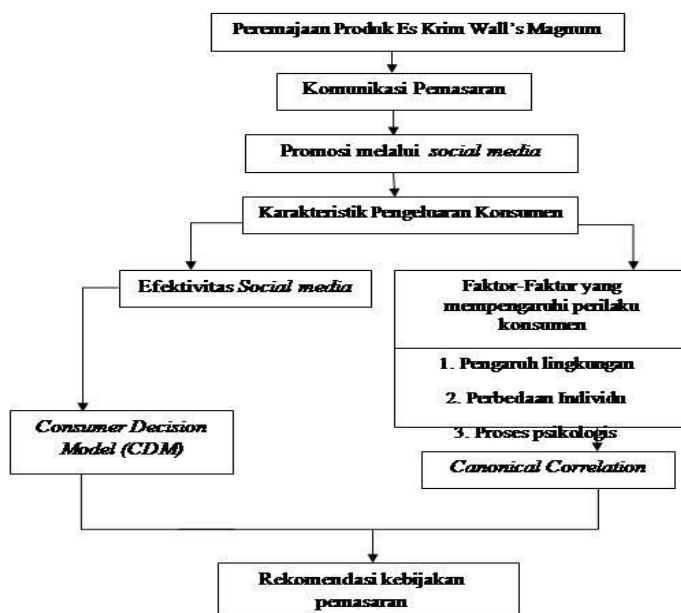 Peremajaan Produk Es Krim Wall's Magnum
Komunikasi Pemasaran
Promosi melalui social media
Karakteristik Pengeluaran Konsumen
Efektivitas Social media
Faktor-Faktor yang
mempengaruhi perilaku
konsumen
1. Pengaruh lingkungan
2. Perbedaan Individu
3. Proses psikologis
Consumer Decision
Model (CDM)
Canonical Correlation
Rekomendasi kebijakan
pemasaran